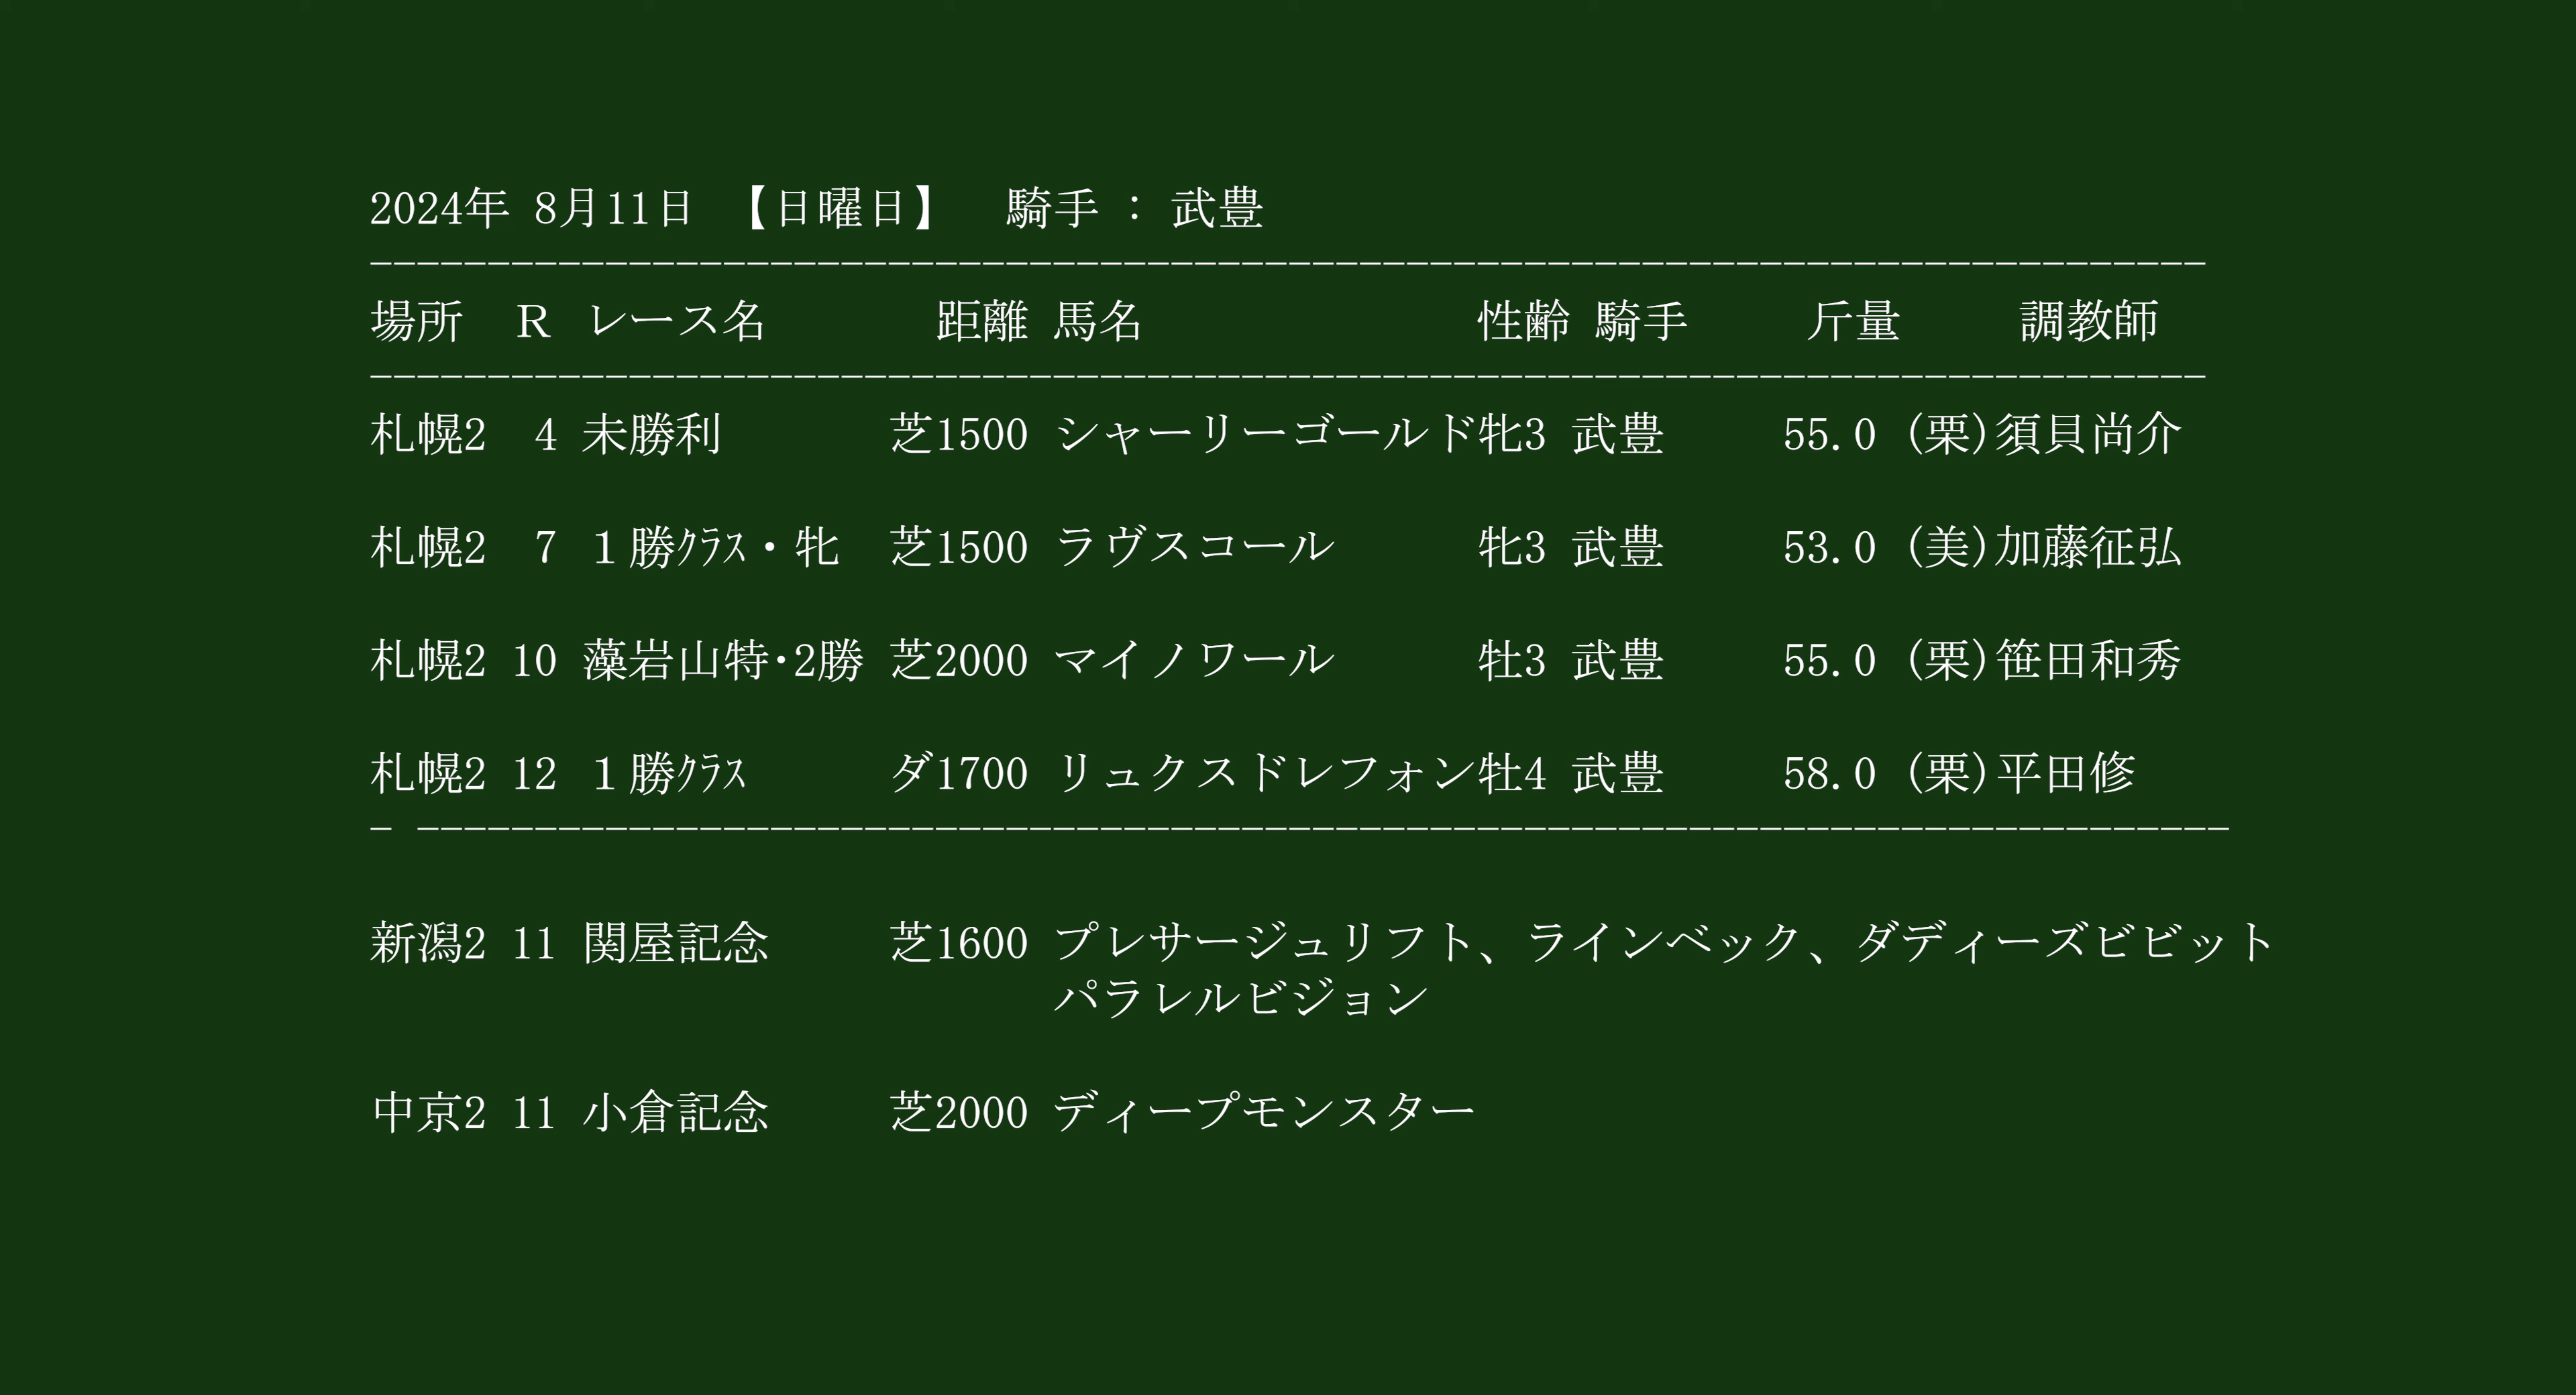 2024年 8月11日 【日曜日】 騎手 : 武豊
------------------------------------------------------------------------------
場所 Ｒ レース名 距離 馬名 性齢 騎手 斤量 調教師
------------------------------------------------------------------------------
札幌2 4 未勝利 芝1500 シャーリーゴールド牝3 武豊 55.0 (栗)須貝尚介
札幌2 7 １勝ｸﾗｽ・牝 芝1500 ラヴスコール 牝3 武豊 53.0 (美)加藤征弘
札幌2 10 藻岩山特･2勝 芝2000 マイノワール 牡3 武豊 55.0 (栗)笹田和秀
札幌2 12 １勝ｸﾗｽ ダ1700 リュクスドレフォン牡4 武豊 58.0 (栗)平田修
- -----------------------------------------------------------------------------
新潟2 11 関屋記念 芝1600 プレサージュリフト、ラインベック、ダディーズビビット
パラレルビジョン
中京2 11 小倉記念 芝2000 ディープモンスター